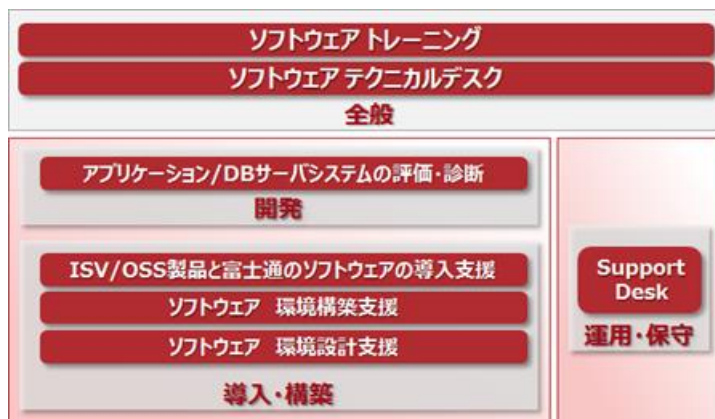 ソフトウェア トレーニング
ソフトウェア テクニカルデスク
全般
アプリケーション/DBサーバシステムの評価・診断
開発
ISV/OSS製品と富士通のソフトウェアの導入支援
ソフトウェア 環境構築支援
ソフトウェア 環境設計支援
導入・構築
Support
Desk
運用・保守